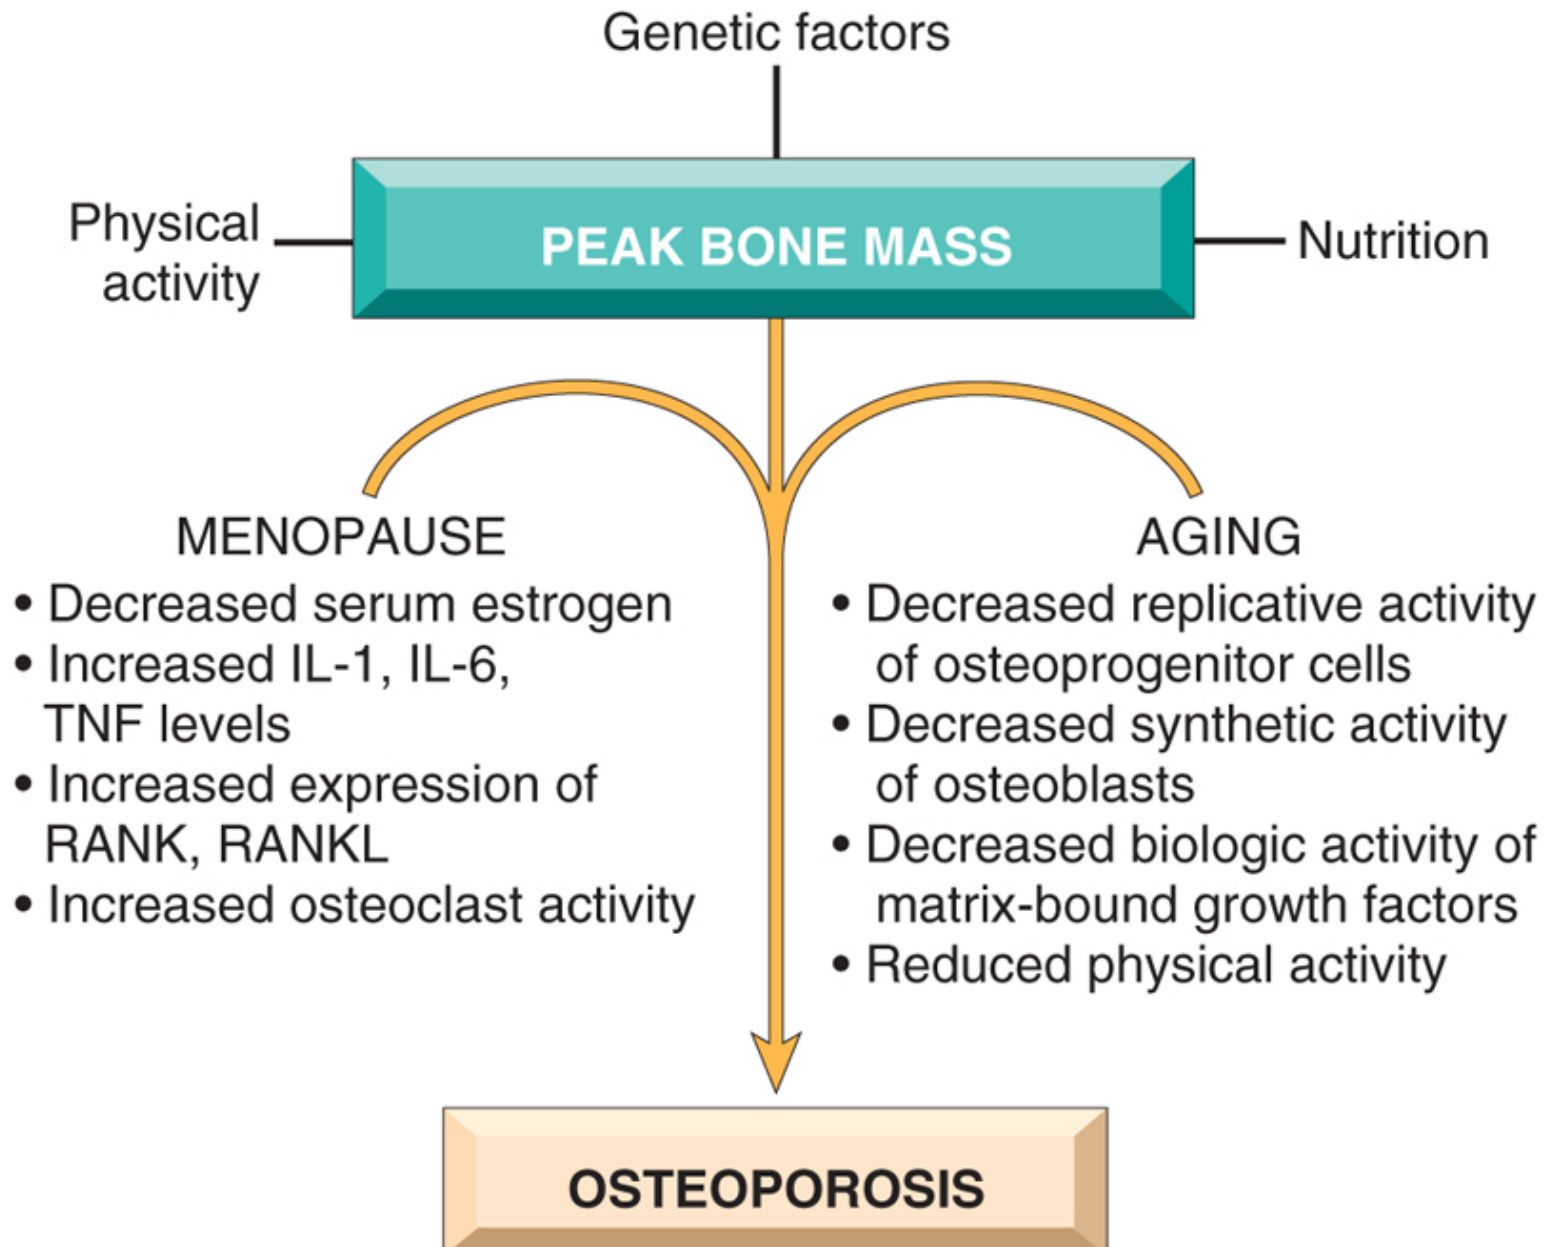 Genetic factors
Physical
activity
PEAK BONE MASS
Nutrition
MENOPAUSE
• Decreased serum estrogen
• Increased IL-1, IL-6,
TNF levels
• Increased expression of
RANK, RANKL
• Increased osteoclast activity
AGING
• Decreased replicative activity
of osteoprogenitor cells
• Decreased synthetic activity
of osteoblasts
• Decreased biologic activity of
matrix-bound growth factors
• Reduced physical activity
OSTEOPOROSIS